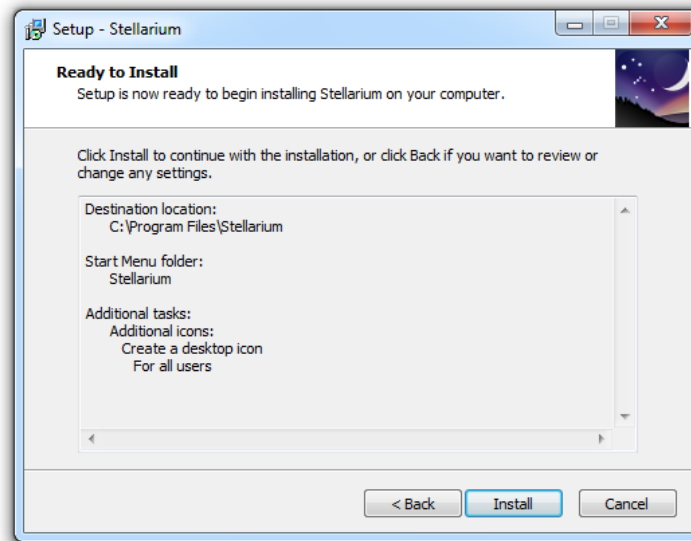 Setup - Stellarium
Ready to Install
Setup is now ready to begin installing Stellarium on your computer.
Click Install to continue with the installation, or click Back if you want to review or
change any settings.
Destination location:
C:\Program Files\Stellarium
Start Menu folder:
Stellarium
Additional tasks:
Additional icons:
Create a desktop icon
For all users
< Back
Install
Cancel